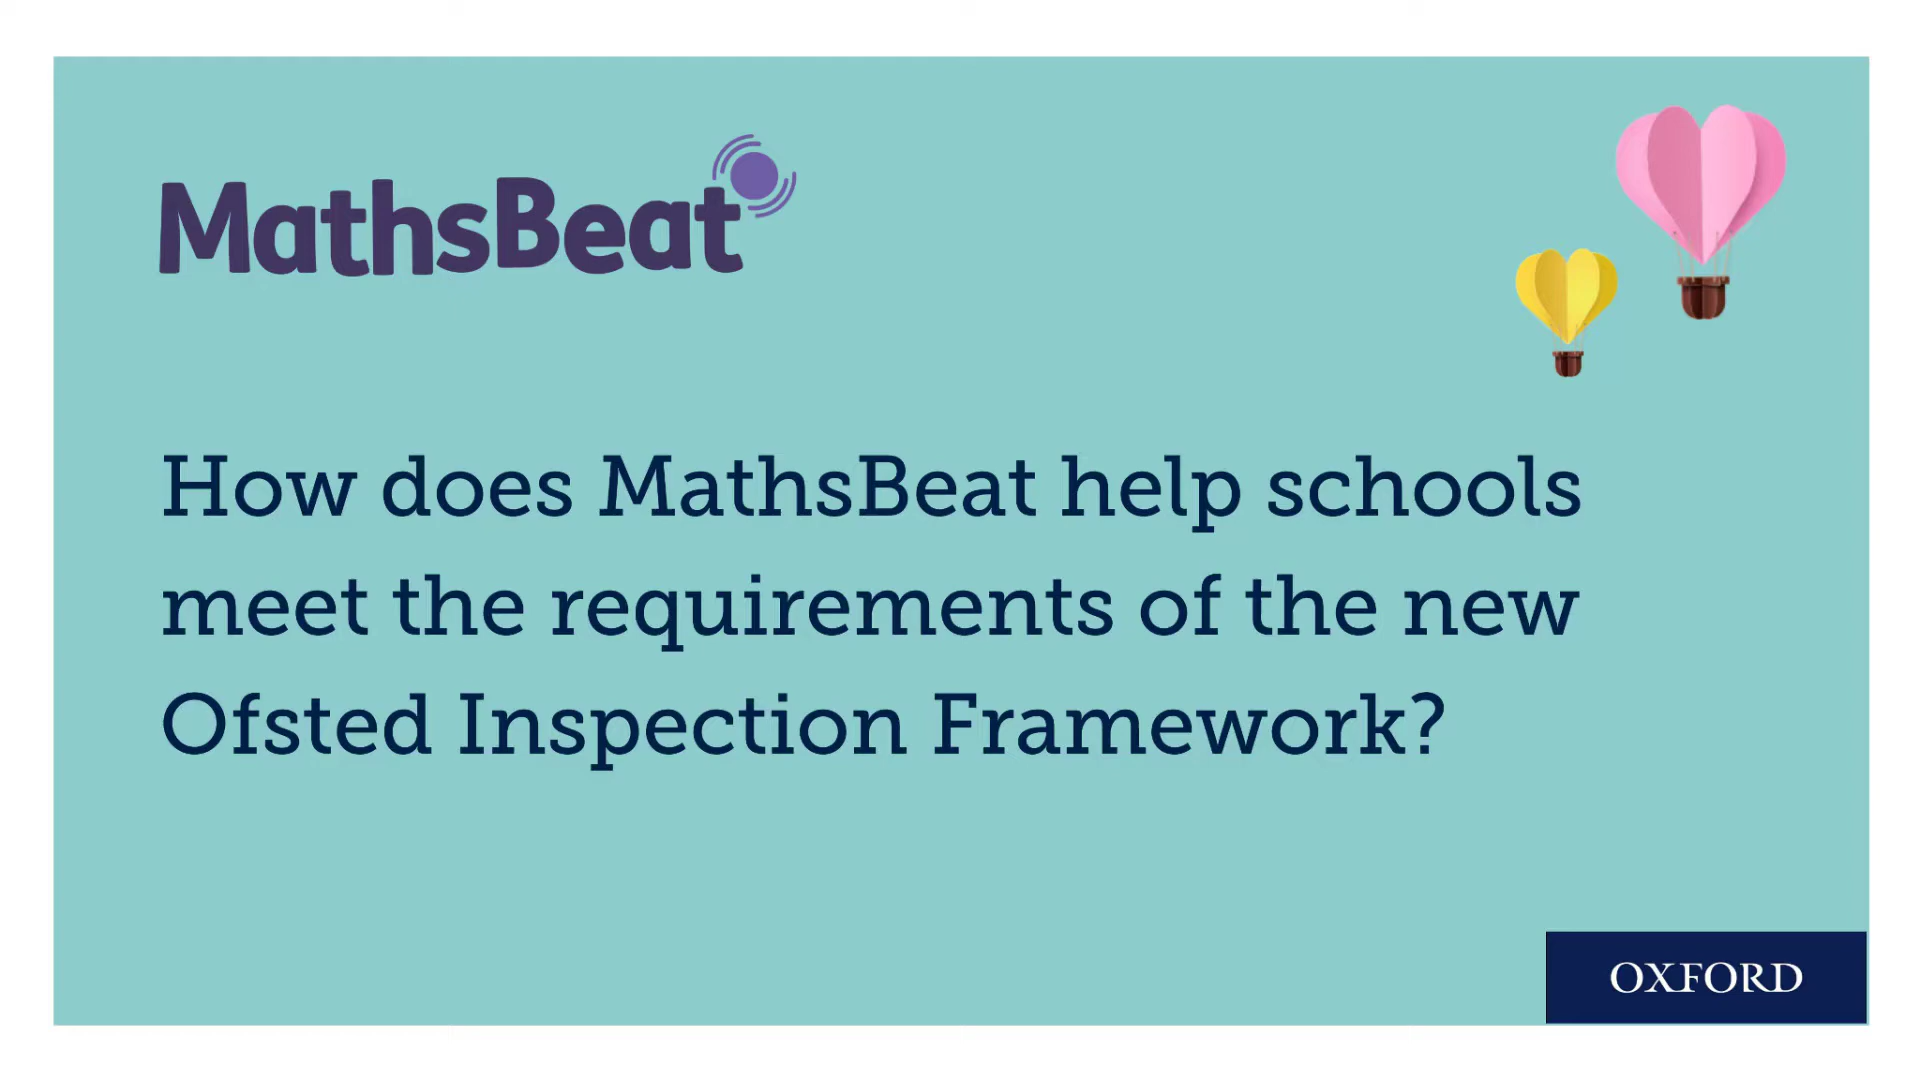 MathsBeat
How does MathsBeat help schools
meet the requirements of the new
Ofsted Inspection Framework?
OXFORD